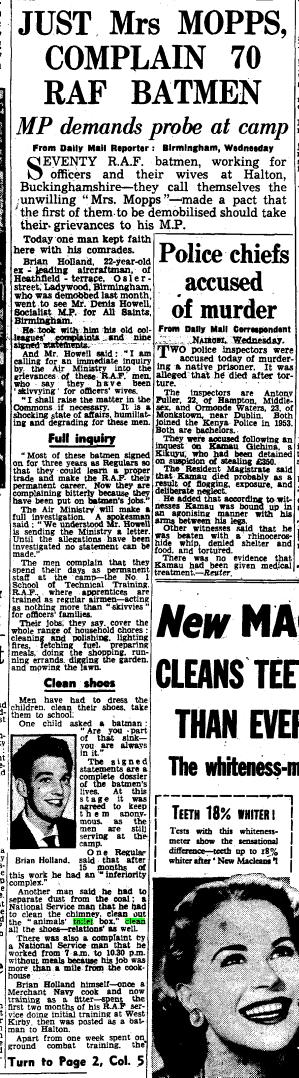 JUST Mrs MOPPS,
COMPLAIN 70
RAF BATMEN
MP demands probe at camp
From Daily Mail Reporter : Birmingham, Wednesday
SEVENTY R.A.F. batmen, working for
officers and their wives at Halton,
Buckinghamshire—they call themselves the
unwilling "Mrs. Mopps"—made a pact that
the first of them to be demobilised should take
their grievances to his M.P.
Today one man kept faith
here with his comrades.
Brian Holland, 22-year-old
ex - leading aircraftman, of
Heathfield - terrace, Osler -
street, Ladywood, Birmingham,
who was demobbed last month,
went to see Mr. Denis Howell,
Socialist M.P. for All Saints,
Birmingham.
He took with him his old col-
leagues' complaints and nine
signed statements.
And Mr. Howell said: "I am
calling for an immediate inquiry
by the Air Ministry into the
grievances of these R.A.F. men,
who say they have been
'skivvying' for officers' wives.
"I shall raise the matter in the
Commons if necessary. It is a
shocking state of affairs, humiliat-
ing and degrading for these men.
Full inquiry
"Most of these batmen signed
on for three years as Regulars so
that they could learn a proper
trade and make the R.A.F. their
permanent career. Now they are
complaining bitterly because they
have been put on batmen's jobs."
The Air Ministry will make a
full investigation. A spokesman
said: "We understood Mr. Howell
is sending the Ministry a letter.
Until the allegations have been
investigated no statement can be
made."
The men complain that they
spend their days as permanent
staff at the camp—the No. 1
School of Technical Training,
R.A.F., where apprentices are
trained as regular airmen—acting
as nothing more than "skivvies"
for officers' families.
Their jobs, they say, cover the
whole range of household chores :
cleaning and polishing, lighting
fires, fetching fuel, preparing
meals, doing the shopping, run-
ning errands, digging the garden,
and mowing the lawn.
Clean shoes
Men have had to dress the
children, clean their shoes, take
them to school.
One child asked a batman :
"Are you part
of that sink—
you are always
in it."
The signed
statements are a
complete dossier
of the batmen's
lives. At this
stage it was
agreed to keep
them anony-
mous, as the
men are still
serving at the
camp.
One Regular
said that after
15 months of
Brian Holland.
this work he had an "inferiority
complex."
Another man said he had to
separate dust from the coal ; a
National Service man that he had
to clean the chimney, clean out
the "animals' toilet box," clean
all the shoes—relations' as well.
There was also a complaint by
a National Service man that he
worked from 7 a.m. to 10.30 p.m.
without meals because his job was
more than a mile from the cook-
house
Brian Holland himself—once a
Merchant Navy cook and now
training as a fitter—spent the
first two months of his R.A.F ser-
vice doing initial training at West
Kirby, then was posted as a bat-
man to Halton.
Apart from one week spent on
ground combat training, the
Turn to Page 2, Col. 5
Police chiefs
accused
of murder
From Daily Mail Correspondent
NAIROBI, Wednesday.
TWO police inspectors were
accused today of murder-
ing a native prisoner. It was
alleged that he died after tor-
ture.
The inspectors are Antony
Fuller, 22, of Hampton, Middle-
sex, and Ormonde Waters, 23, of
Monkstown, near Dublin. Both
joined the Kenya Police in 1953.
Both are bachelors.
They were accused following an
inquest on Kamau Gichina, a
Kikuyu, who had been detained
on suspicion of stealing £350.
The Resident Magistrate said
that Kamau died probably as a
result of flogging, exposure, and
deliberate neglect.
He added that according to wit-
nesses Kamau was bound up in
an agonising manner with his
arms between his legs.
Other witnesses said that he
was beaten with a rhinoceros-
hide whip, denied shelter and
food, and tortured.
There was no evidence that
Kamau had been given medical
treatment.—Reuter.
New MA
CLEANS TEE
THAN EVE
The whiteness-m
TEETH 18% WHITER !
Tests with this whiteness-
meter show the sensational
difference—teeth up to 18%
whiter after 'New Macleans'!